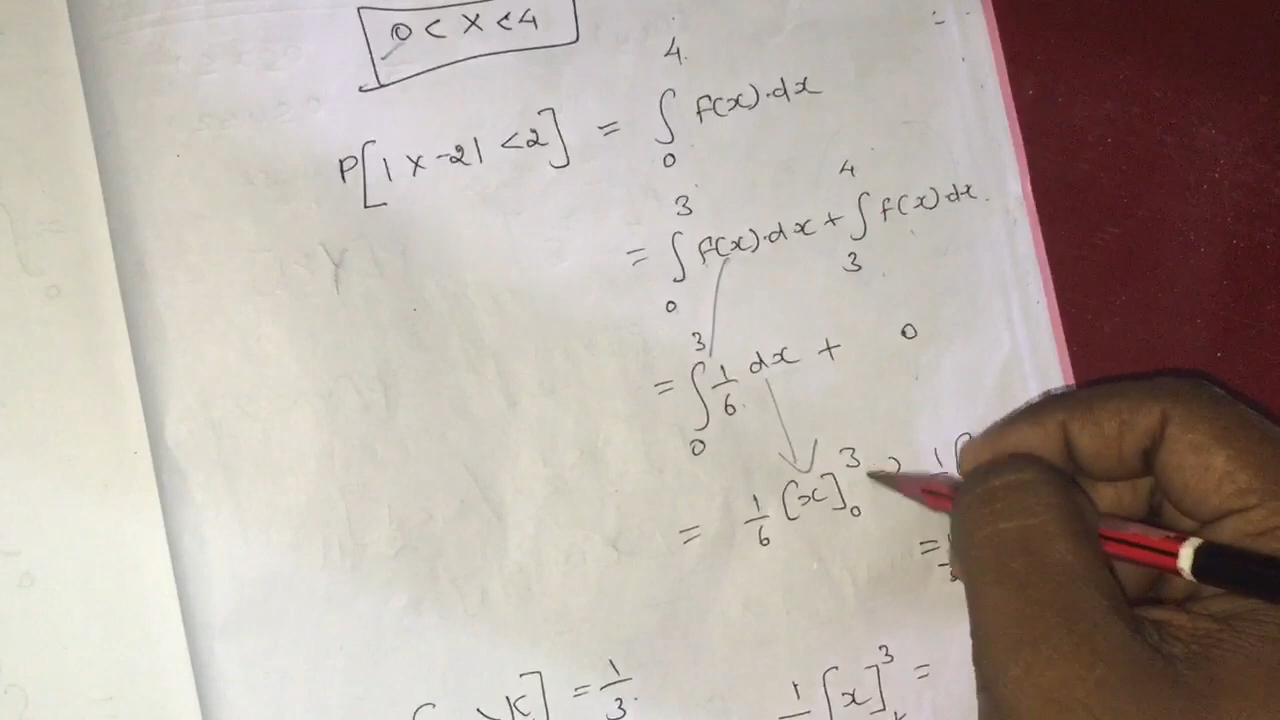 0 < X < 4
P[|X-2| <2] = ∫₀⁴ f(x)·dx
= ∫₀³ f(x)·dx + ∫₃⁴ f(x)dx.
= ∫₀³ 1/6 dx + 0
= 1/6 [x]₀³
K] = 1/3.
[x]³ =